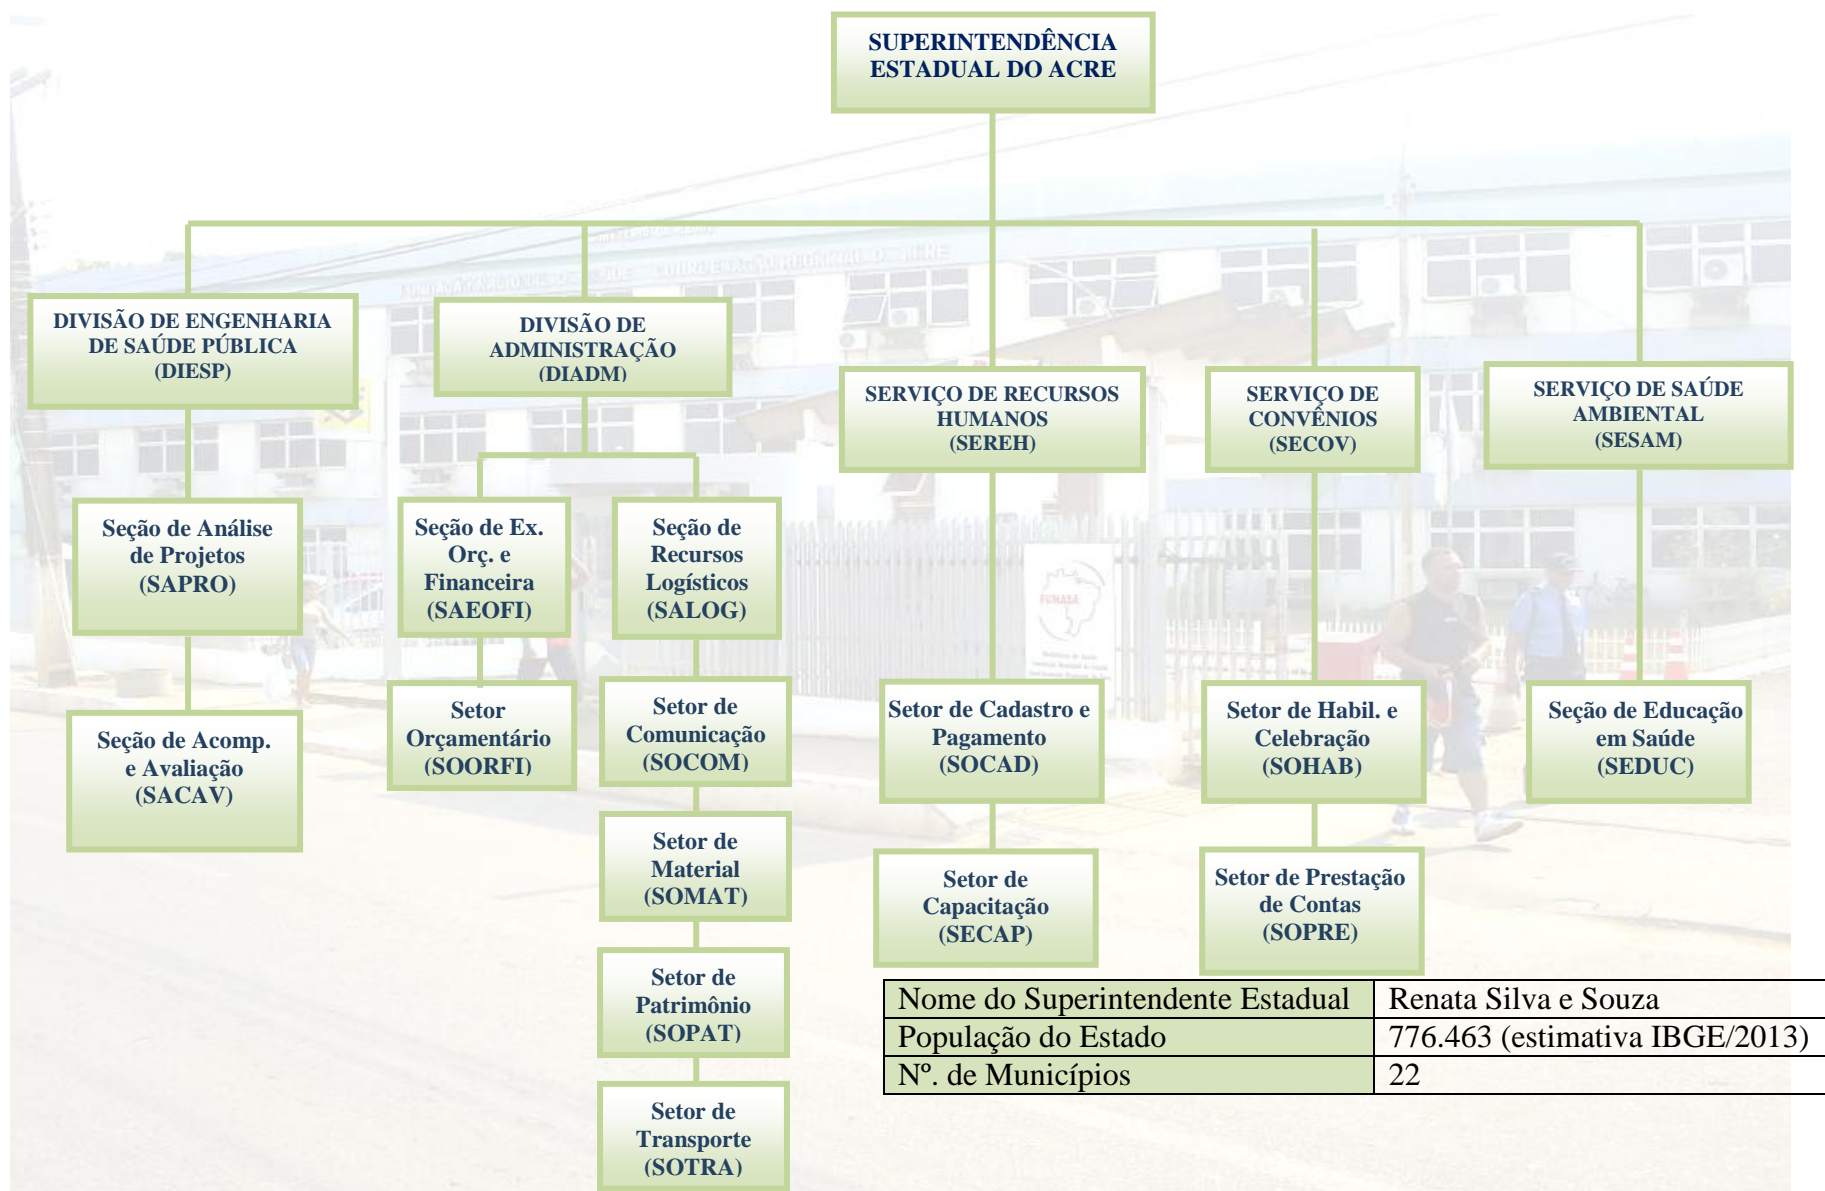 SUPERINTENDÊNCIA
ESTADUAL DO ACRE
DIVISÃO DE ENGENHARIA
DE SAÚDE PÚBLICA
(DIESP)
DIVISÃO DE
ADMINISTRAÇÃO
(DIADM)
SERVIÇO DE RECURSOS
HUMANOS
(SEREH)
SERVIÇO DE
CONVÊNIOS
(SECOV)
SERVIÇO DE SAÚDE
AMBIENTAL
(SESAM)
Seção de Análise
de Projetos
(SAPRO)
Seção de Ex.
Orç. e
Financeira
(SAEOFI)
Seção de
Recursos
Logísticos
(SALOG)
Seção de Acomp.
e Avaliação
(SACAV)
Setor
Orçamentário
(SOORFI)
Setor de
Comunicação
(SOCOM)
Setor de Cadastro e
Pagamento
(SOCAD)
Setor de Habil. e
Celebração
(SOHAB)
Seção de Educação
em Saúde
(SEDUC)
Setor de
Material
(SOMAT)
Setor de
Capacitação
(SECAP)
Setor de Prestação
de Contas
(SOPRE)
Setor de
Patrimônio
(SOPAT)
Setor de
Transporte
(SOTRA)
Nome do Superintendente Estadual Renata Silva e Souza
População do Estado 776.463 (estimativa IBGE/2013)
Nº. de Municípios 22
FUNASA